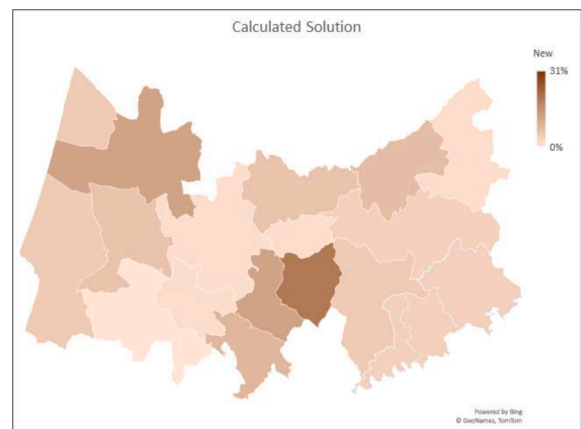 Calculated Solution
New
31%
0%
Powered by Bing
© GeoNames, TomTom